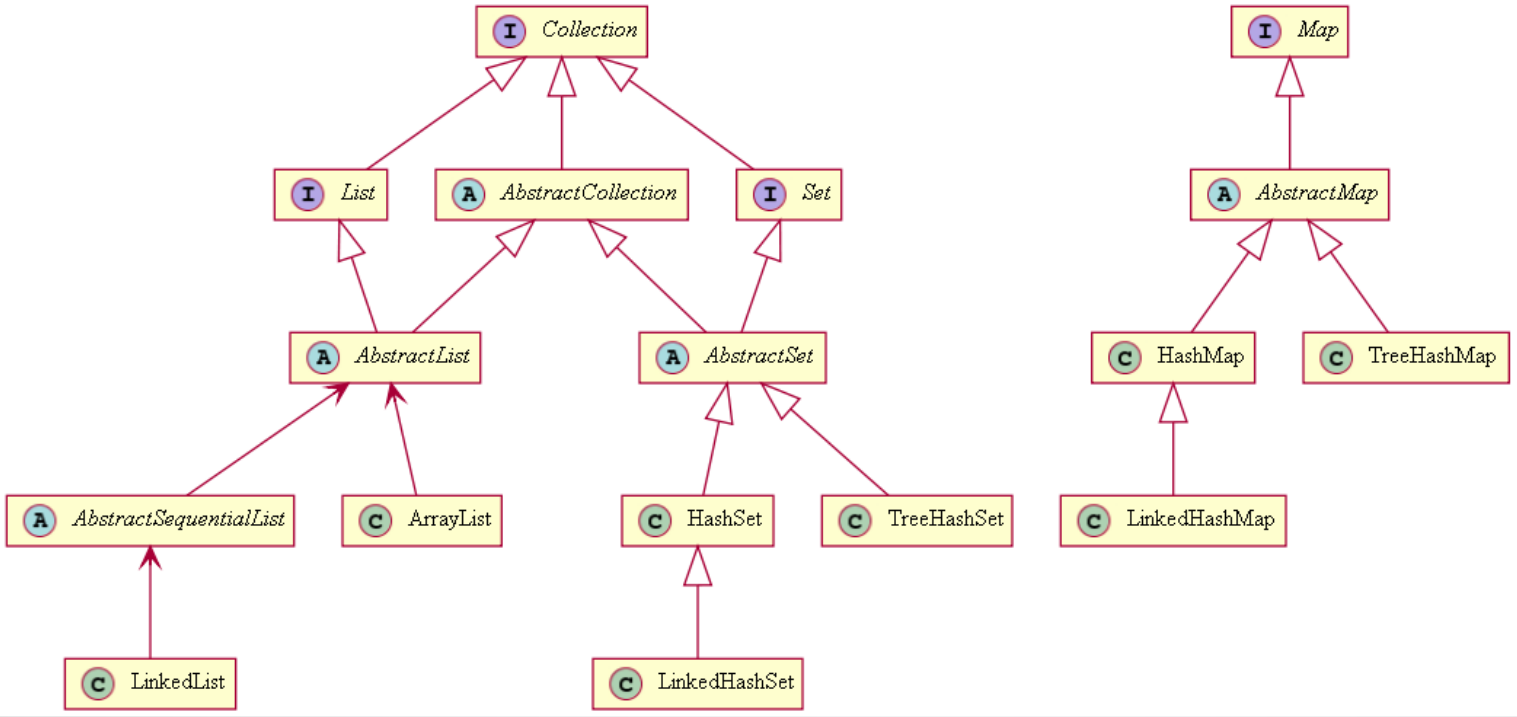 I Collection
I Map
I List
A AbstractCollection
I Set
A AbstractMap
A AbstractList
A AbstractSet
C HashMap
C TreeHashMap
A AbstractSequentialList
C ArrayList
C HashSet
C TreeHashSet
C LinkedHashMap
C LinkedList
C LinkedHashSet